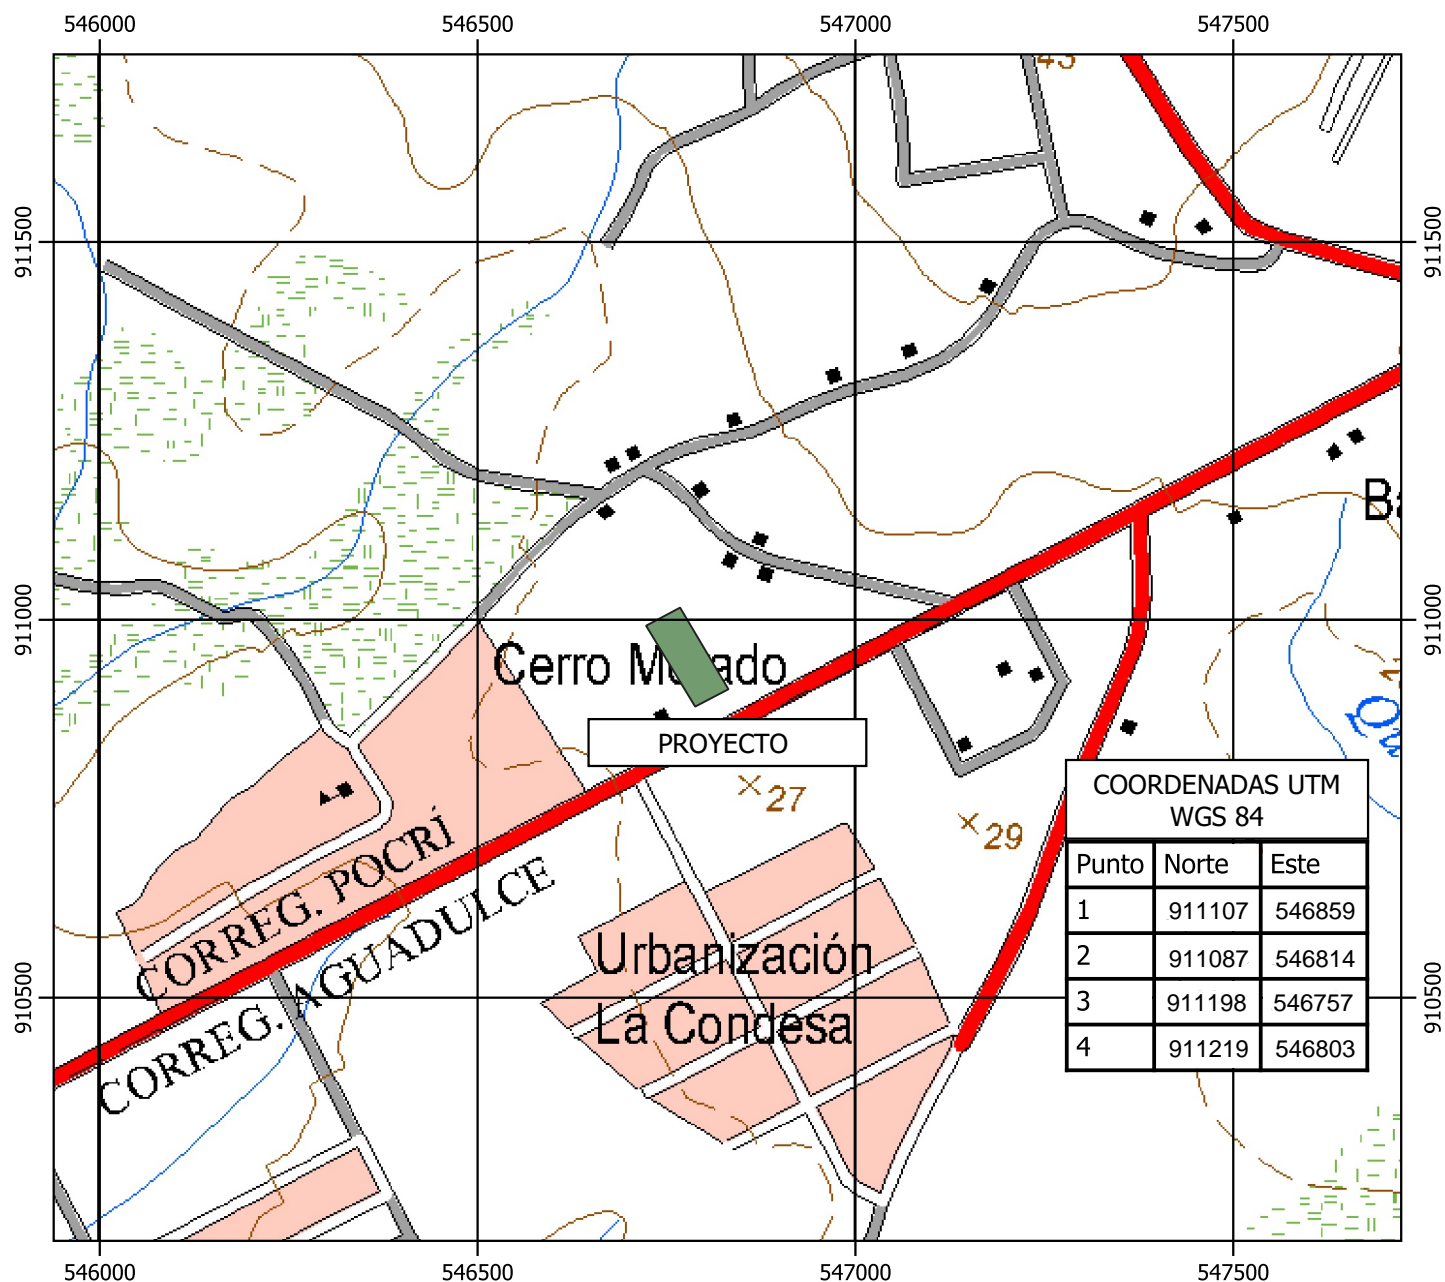 546000 546500 547000 547500
43
911500 911500
911000 911000
Cerro M ado
PROYECTO
27
29
CORREG. POCRÍ
CORREG. AGUADULCE
Urbanización
La Condesa
910500 910500
COORDENADAS UTM
WGS 84
Punto Norte Este
1 911107 546859
2 911087 546814
3 911198 546757
4 911219 546803
546000 546500 547000 547500